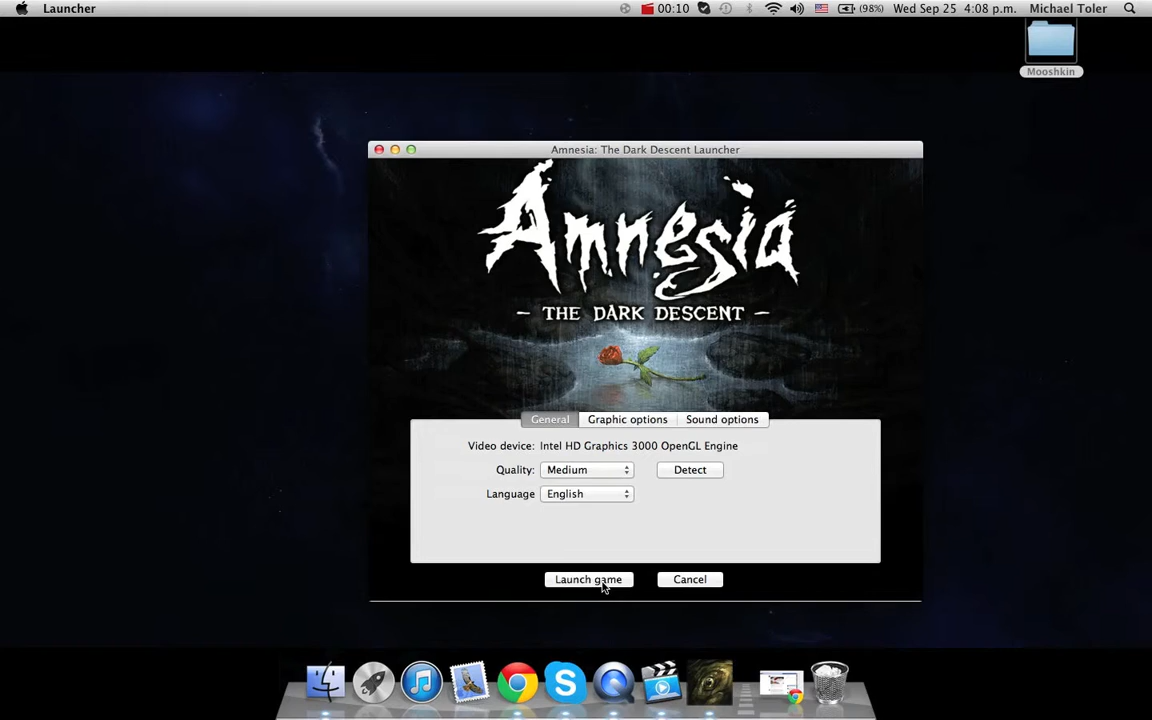 Launcher 00:10 (98%) Wed Sep 25 4:08 p.m. Michael Toler
Mooshkin
Amnesia: The Dark Descent Launcher
Amnesia
– THE DARK DESCENT –
General Graphic options Sound options
Video device: Intel HD Graphics 3000 OpenGL Engine
Quality: Medium Detect
Language English
Launch game Cancel